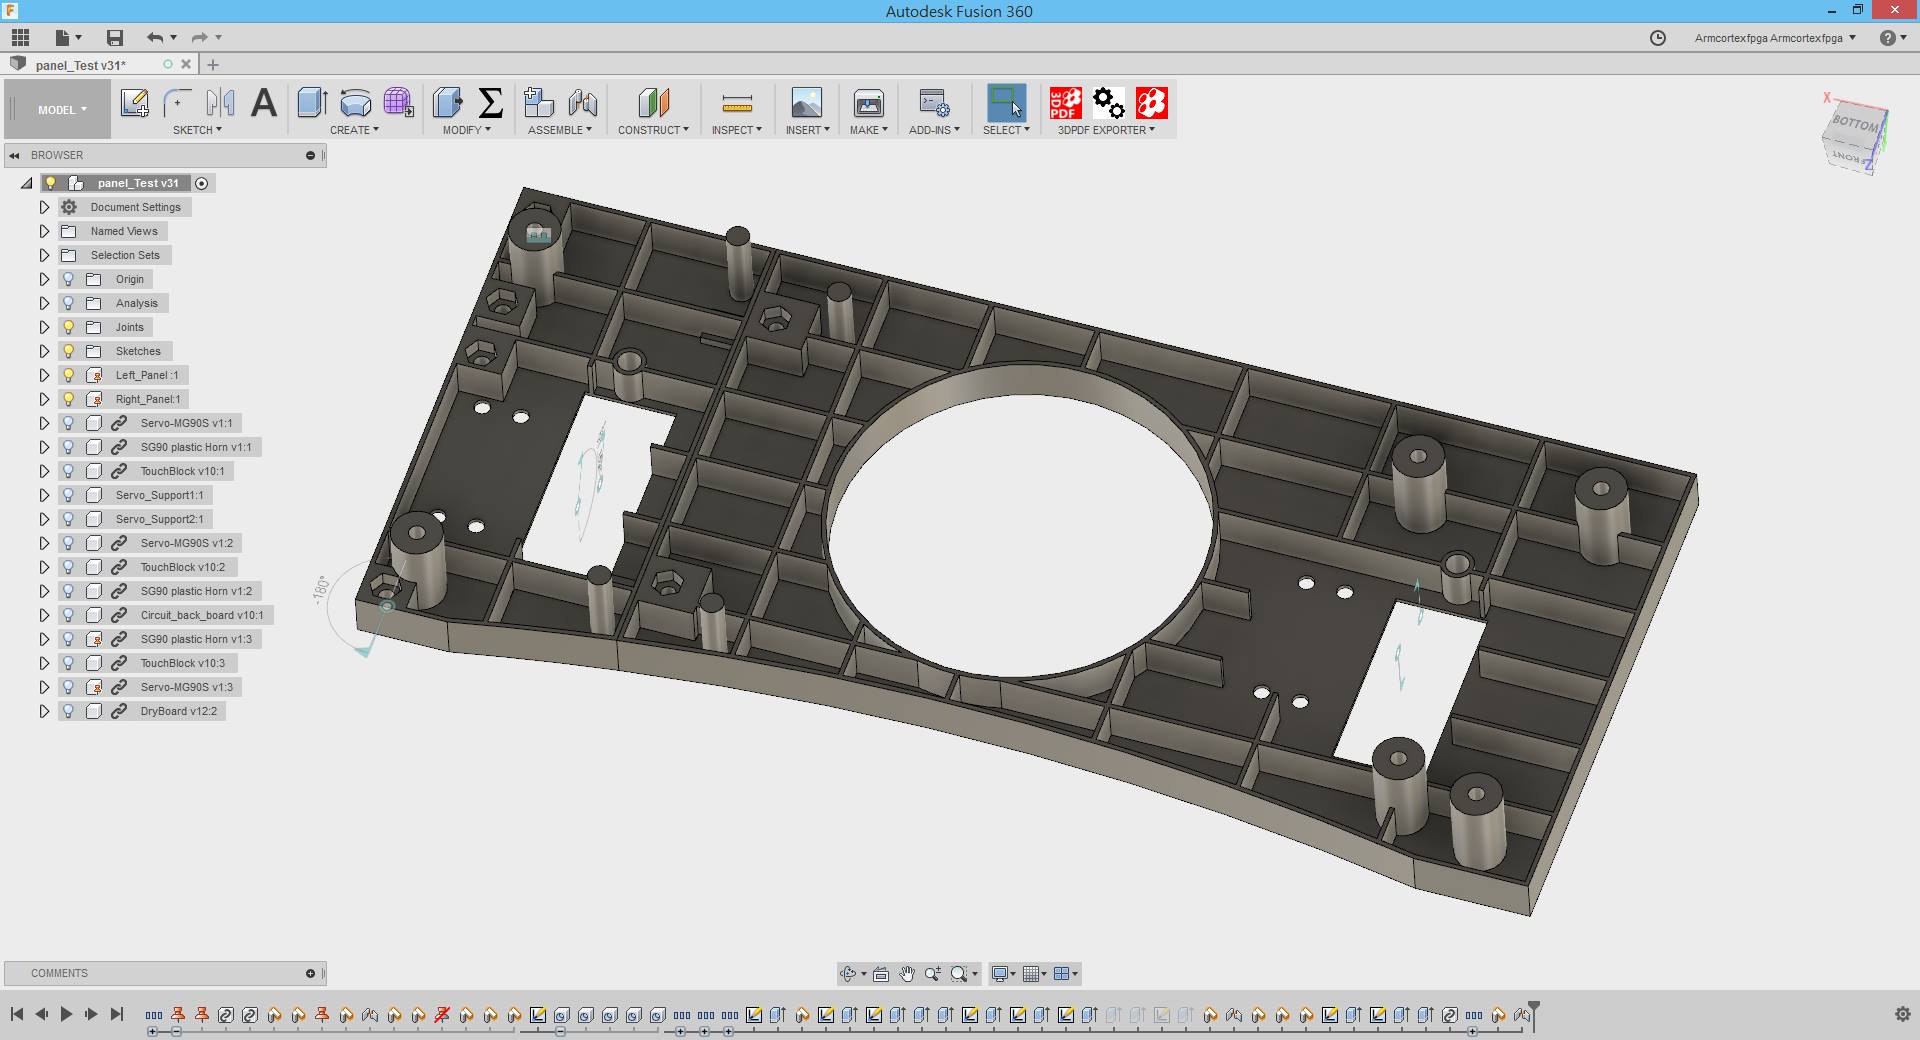 Autodesk Fusion 360
Armcortexfpga Armcortexfpga
panel_Test v31*
MODEL
SKETCH
CREATE
MODIFY
ASSEMBLE
CONSTRUCT
INSPECT
INSERT
MAKE
ADD-INS
SELECT
3DPDF EXPORTER
3D
PDF
BROWSER
panel_Test v31
Document Settings
Named Views
Selection Sets
Origin
Analysis
Joints
Sketches
Left_Panel :1
Right_Panel:1
Servo-MG90S v1:1
SG90 plastic Horn v1:1
TouchBlock v10:1
Servo_Support1:1
Servo_Support2:1
Servo-MG90S v1:2
TouchBlock v10:2
SG90 plastic Horn v1:2
Circuit_back_board v10:1
SG90 plastic Horn v1:3
TouchBlock v10:3
Servo-MG90S v1:3
DryBoard v12:2
X
BOTTOM
FRONT
Z
-180°
COMMENTS